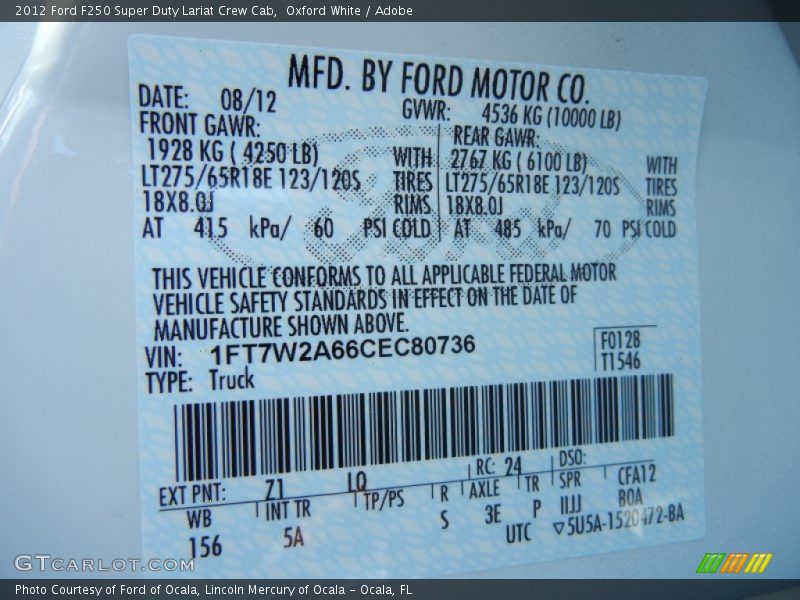 2012 Ford F250 Super Duty Lariat Crew Cab,  Oxford White / Adobe
MFD. BY FORD MOTOR CO.
DATE: 08/12 GVWR: 4536 KG (10000 LB)
FRONT GAWR: REAR GAWR:
1928 KG ( 4250 LB) WITH 2767 KG ( 6100 LB) WITH
LT275/65R18E 123/120S TIRES LT275/65R18E 123/120S TIRES
18X8.0J RIMS 18X8.0J RIMS
AT 415 kPa/ 60 PSI COLD AT 485 kPa/ 70 PSI COLD
THIS VEHICLE CONFORMS TO ALL APPLICABLE FEDERAL MOTOR
VEHICLE SAFETY STANDARDS IN EFFECT ON THE DATE OF
MANUFACTURE SHOWN ABOVE.
VIN: 1FT7W2A66CEC80736 F0128
TYPE: Truck T1546
EXT PNT: Z1 LQ RC: 24 DSO:
WB INT TR TP/PS R AXLE TR SPR CFA12
156 5A S 3E P IIJJ BOA
UTC ▽5U5A-1520472-BA
GTCARLOT.COM
Photo Courtesy of Ford of Ocala, Lincoln Mercury of Ocala - Ocala, FL